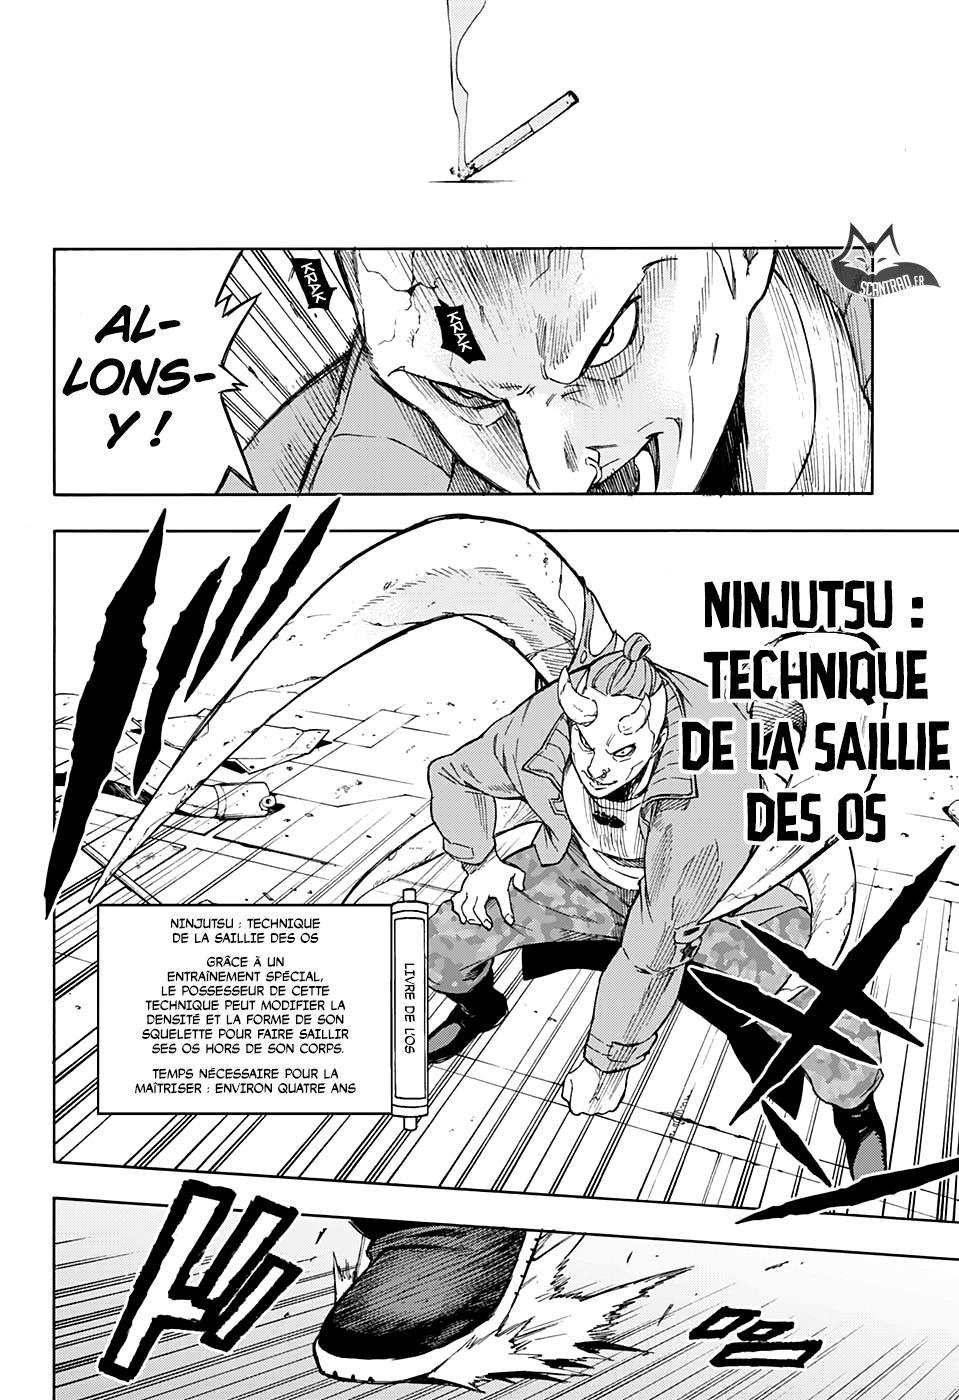 SCANTRAD.FR
KRAK
KRAK
AL-
LONS-
Y !
NINJUTSU :
TECHNIQUE
DE LA SAILLIE
DES OS
NINJUTSU : TECHNIQUE
DE LA SAILLIE DES OS
GRÂCE À UN
ENTRAÎNEMENT SPÉCIAL,
LE POSSESSEUR DE CETTE
TECHNIQUE PEUT MODIFIER LA
DENSITÉ ET LA FORME DE SON
SQUELETTE POUR FAIRE SAILLIR
SES OS HORS DE SON CORPS.
TEMPS NÉCESSAIRE POUR LA
MAÎTRISER : ENVIRON QUATRE ANS
LIVRE DE L'OS